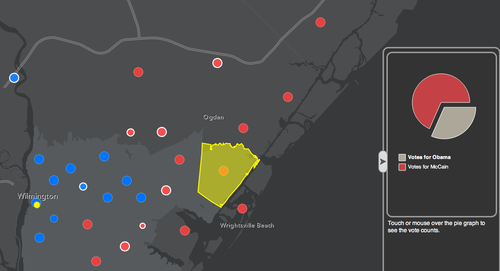 Ogden
Wilmington
Wrightsville Beach
Votes for Obama
Votes for McCain
Touch or mouse over the pie graph to
see the vote counts.